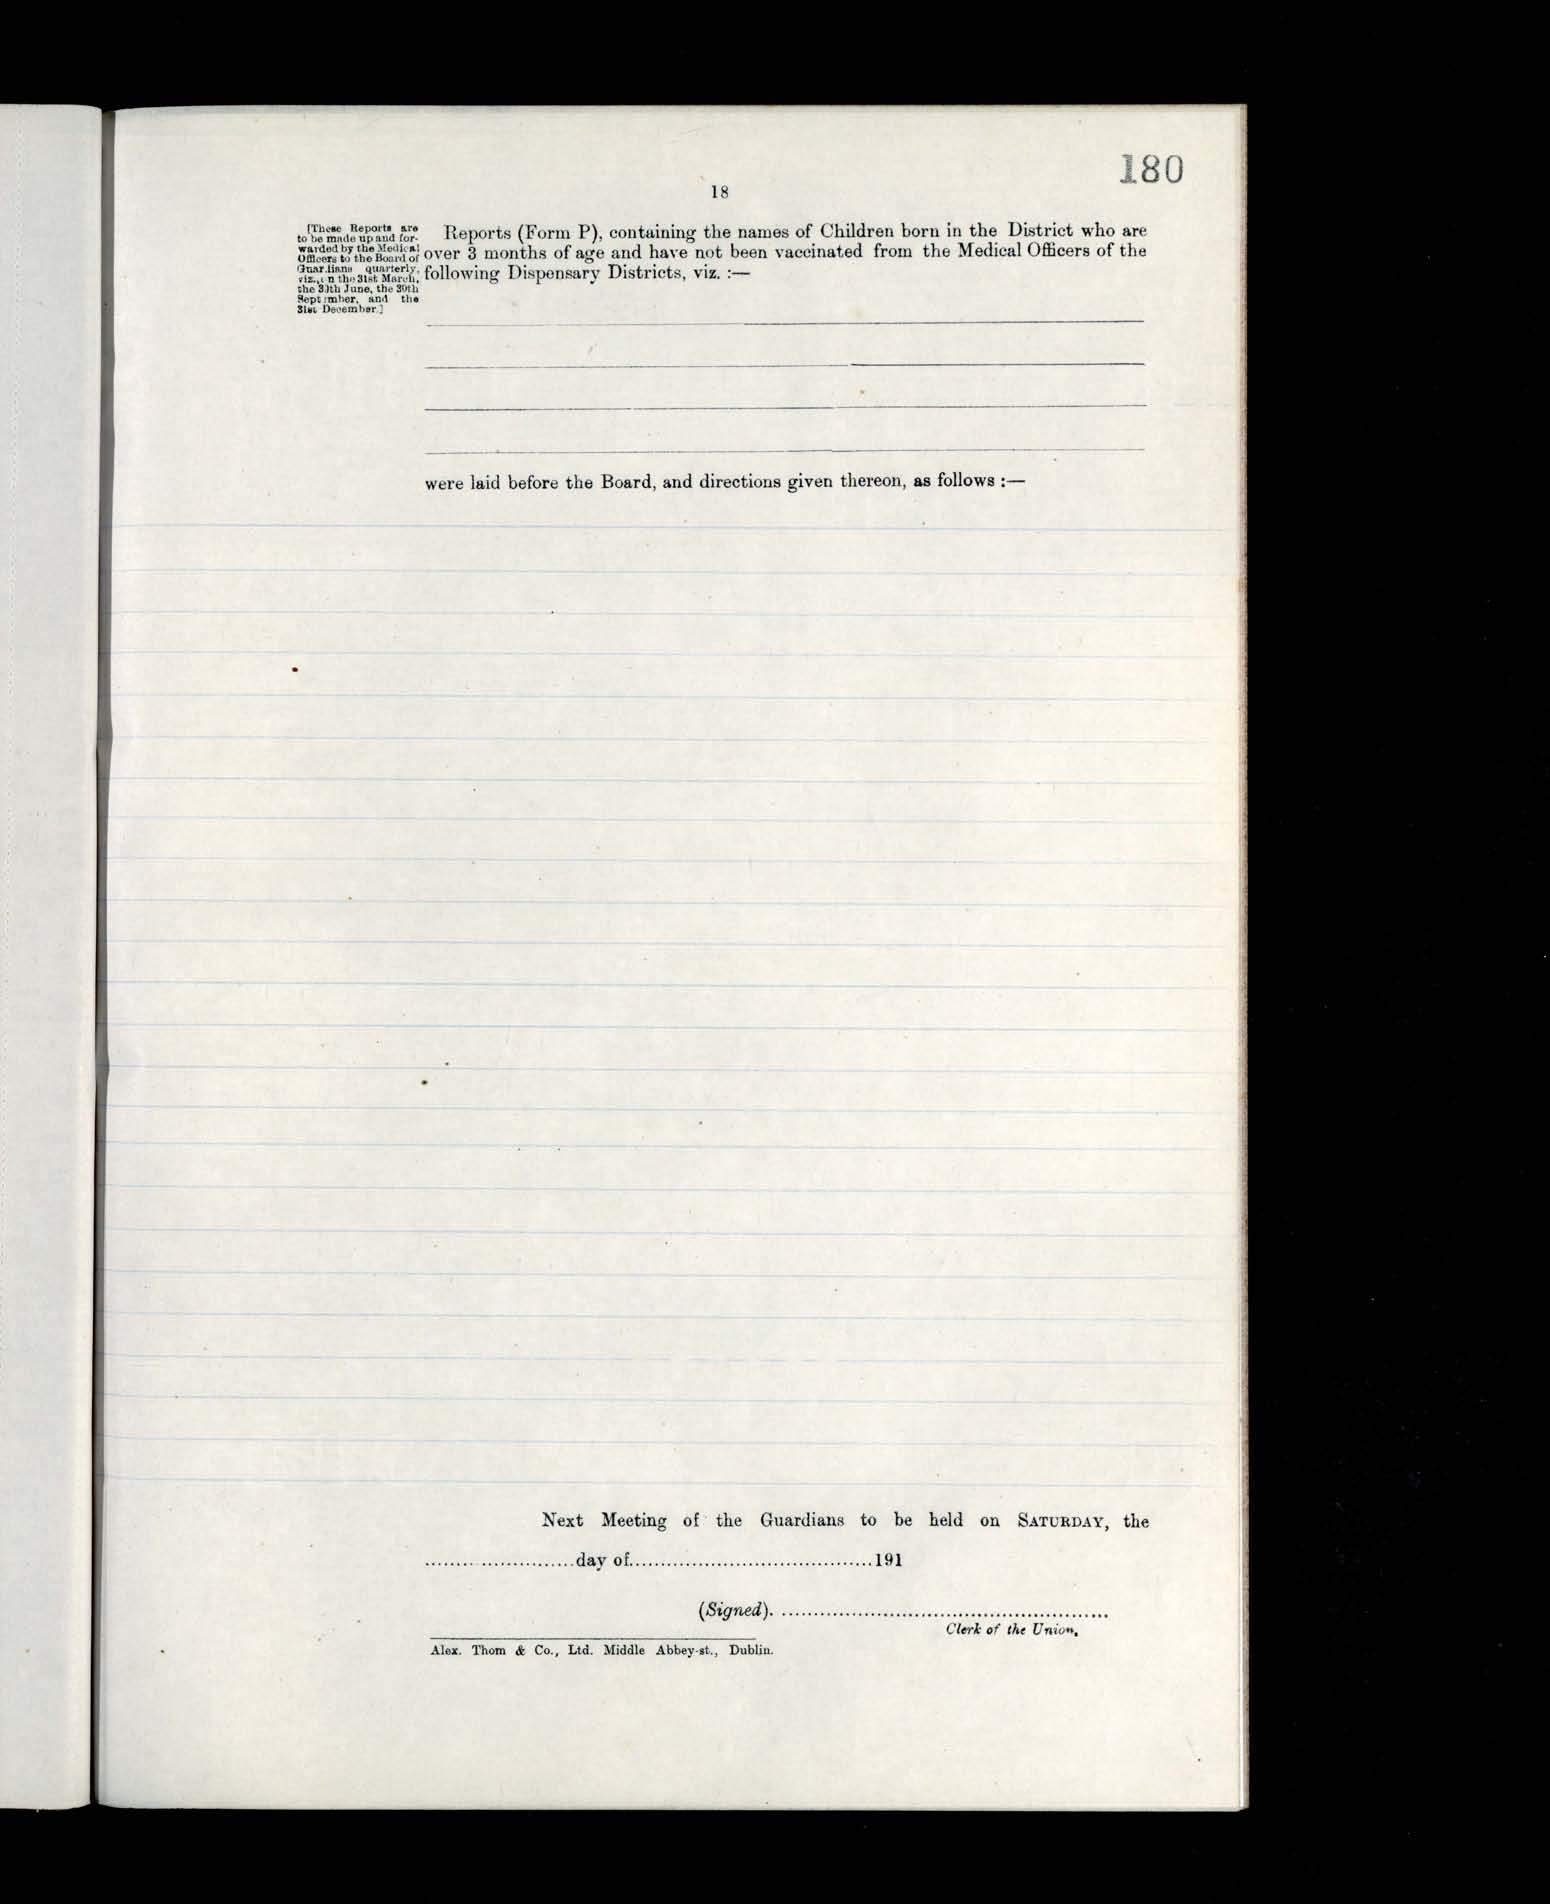 180
18
[These Reports are
to be made up and for-
warded by the Medical
Officers to the Board of
Guardians quarterly,
viz., on the 31st March,
the 30th June, the 30th
September, and the
31st December.]
Reports (Form P), containing the names of Children born in the District who are
over 3 months of age and have not been vaccinated from the Medical Officers of the
following Dispensary Districts, viz. :—
were laid before the Board, and directions given thereon, as follows :—
Next Meeting of the Guardians to be held on SATURDAY, the
........................day of......................................191
(Signed). ....................................................
Clerk of the Union.
Alex. Thom & Co., Ltd. Middle Abbey-st., Dublin.